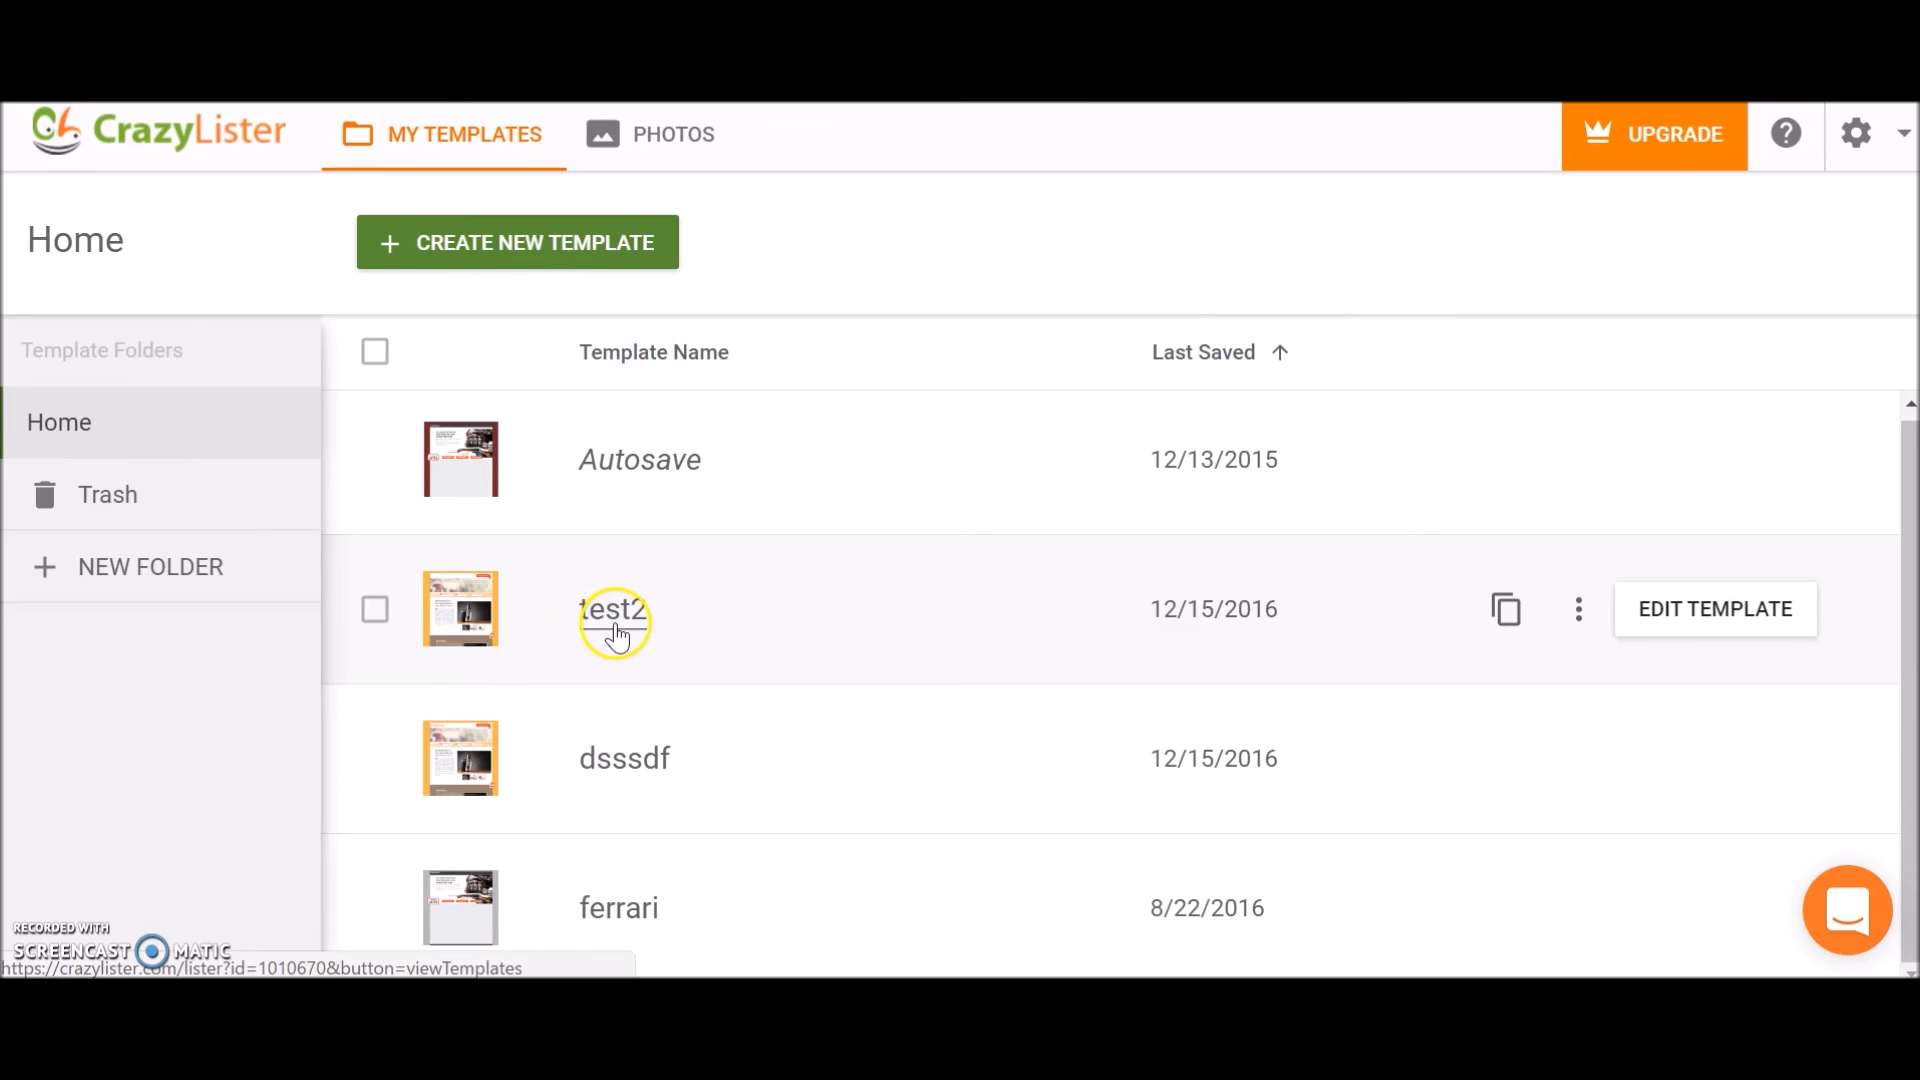 CrazyLister MY TEMPLATES PHOTOS UPGRADE
Home + CREATE NEW TEMPLATE
Template Folders
Template Name Last Saved ↑
Home
Autosave 12/13/2015
Trash
+ NEW FOLDER
test2 12/15/2016 EDIT TEMPLATE
dsssdf 12/15/2016
ferrari 8/22/2016
RECORDED WITH
SCREENCAST MATIC
https://crazylister.com/lister?id=1010670&button=viewTemplates